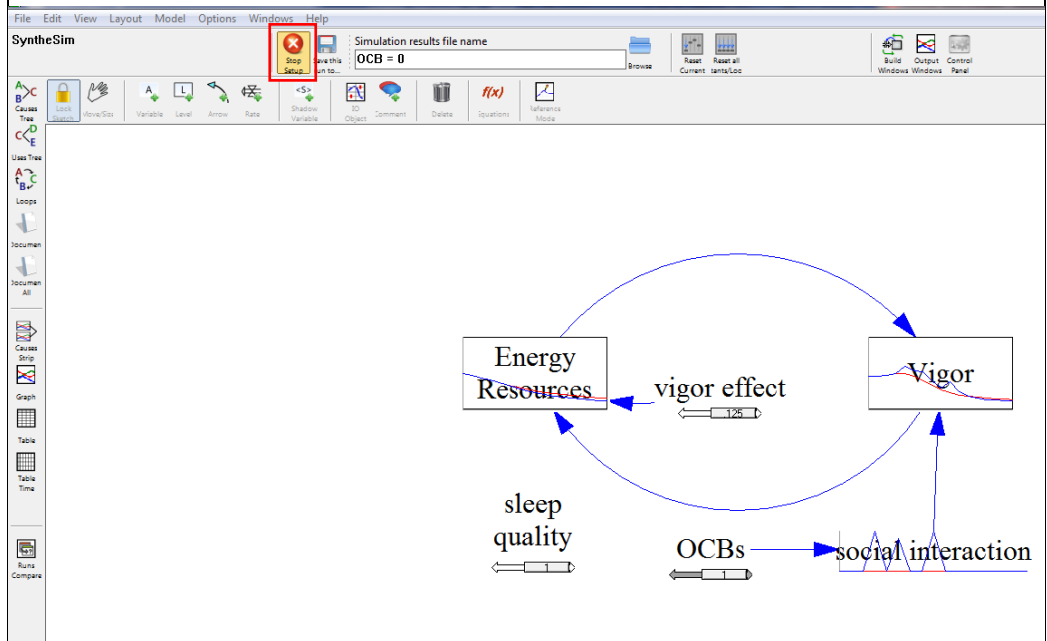 File Edit View Layout Model Options Windows Help
SyntheSim
Stop Setup
Save this run to...
Simulation results file name
OCB = 0
Browse
Reset Current
Reset all
tants/Loc
Build Windows
Output Windows
Control Panel
Causes Tree
Lock Sketch
Move/Siz
A
Variable
L
Level
Arrow
Rate
<S>
Shadow Variable
IO Object
Comment
Delete
f(x)
Equations
Reference Mode
Uses Tree
Loops
Documen
Documen All
Causes Strip
Graph
Table
Table Time
Runs Compare
Energy Resources
vigor effect
.125
Vigor
sleep quality
1
OCBs
1
social interaction